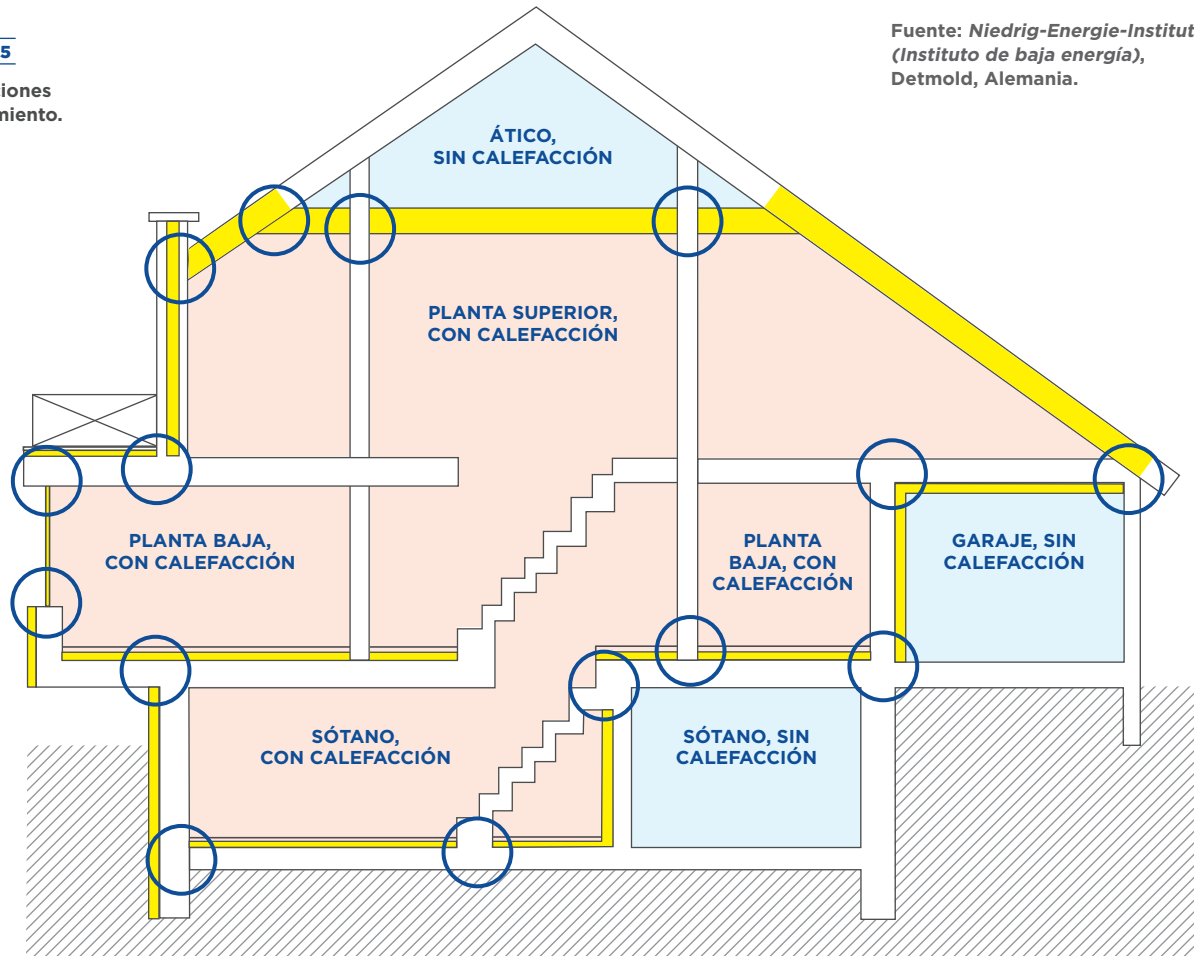 5
ciones
miento.
Fuente: Niedrig-Energie-Institut
(Instituto de baja energía),
Detmold, Alemania.
ÁTICO,
SIN CALEFACCIÓN
PLANTA SUPERIOR,
CON CALEFACCIÓN
PLANTA BAJA,
CON CALEFACCIÓN
PLANTA
BAJA, CON
CALEFACCIÓN
GARAJE, SIN
CALEFACCIÓN
SÓTANO,
CON CALEFACCIÓN
SÓTANO, SIN
CALEFACCIÓN